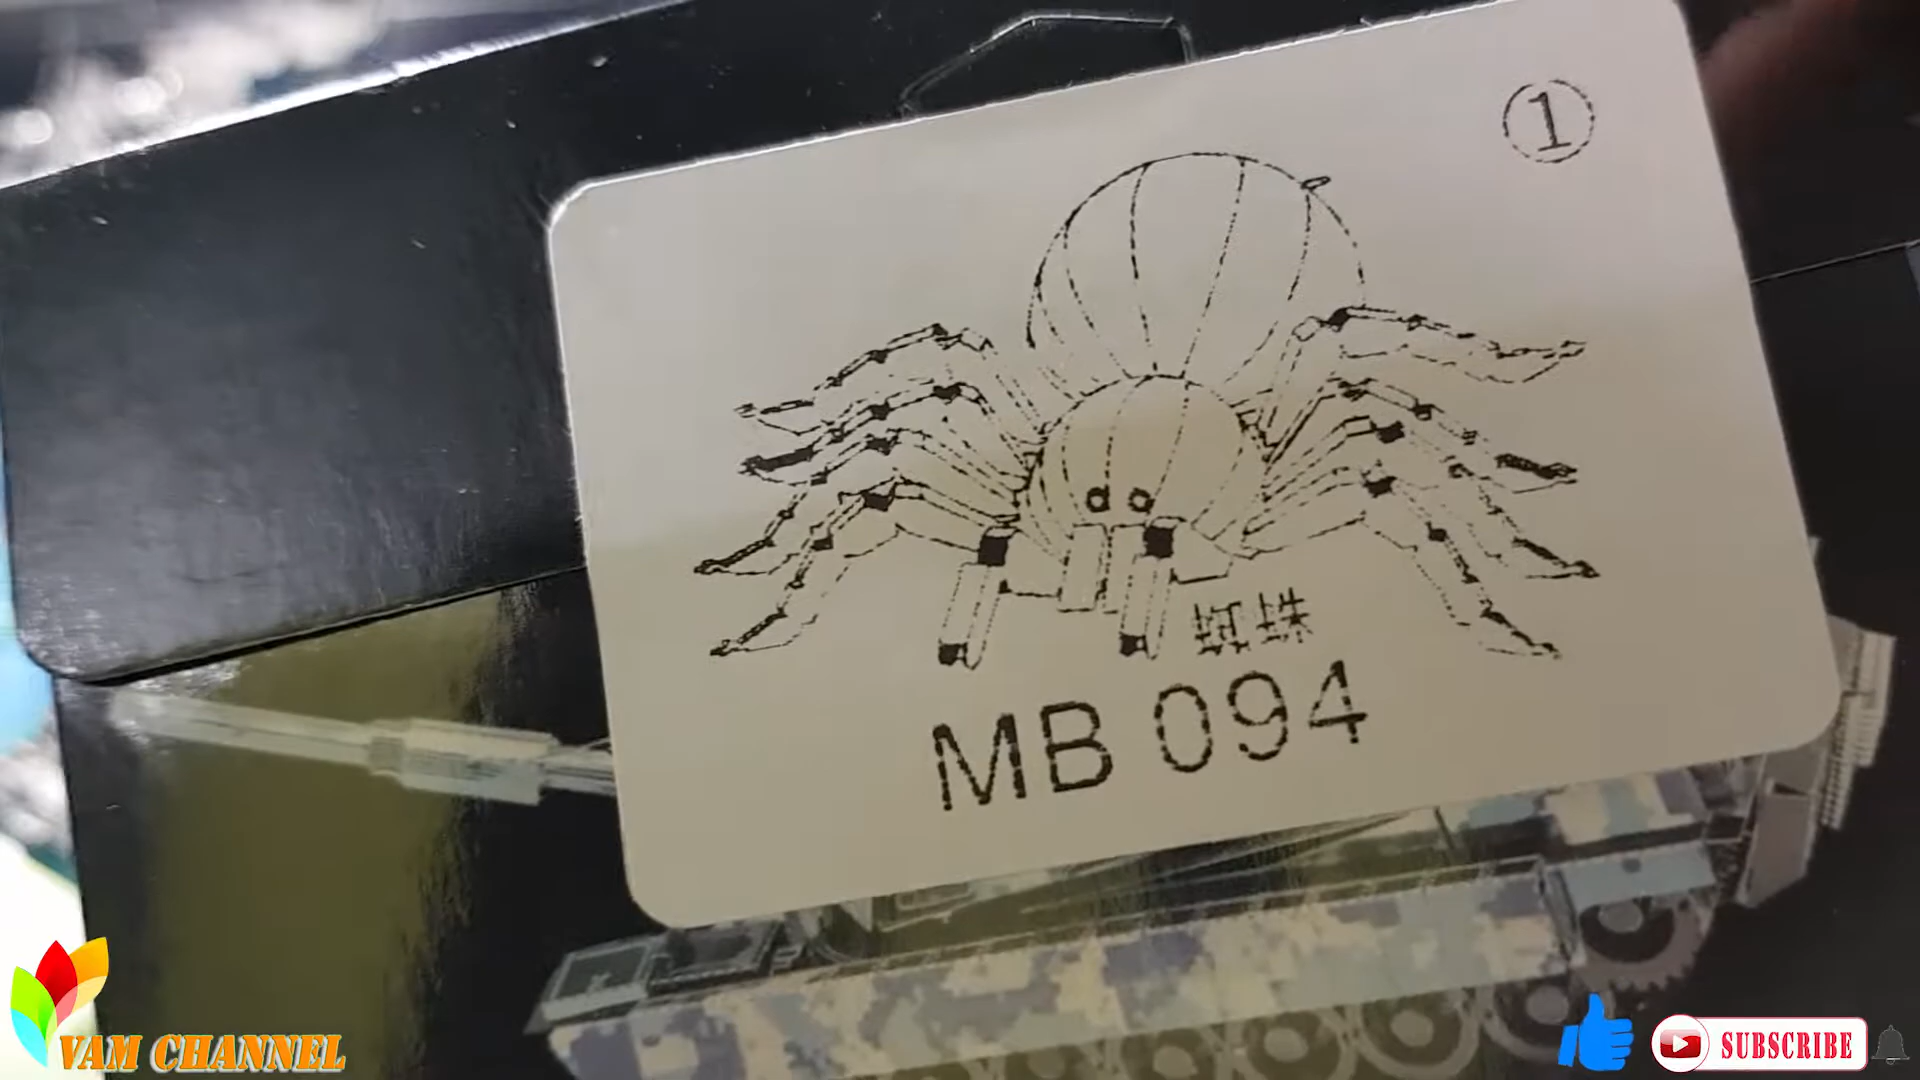 ①
蜘蛛
MB 094
VAM CHANNEL
SUBSCRIBE